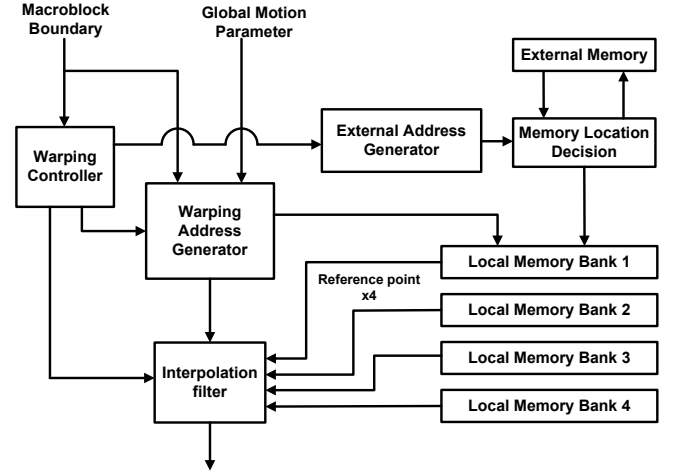 Macroblock
Boundary
Global Motion
Parameter
External Memory
Warping
Controller
External Address
Generator
Memory Location
Decision
Warping
Address
Generator
Local Memory Bank 1
Reference point
x4
Local Memory Bank 2
Interpolation
filter
Local Memory Bank 3
Local Memory Bank 4